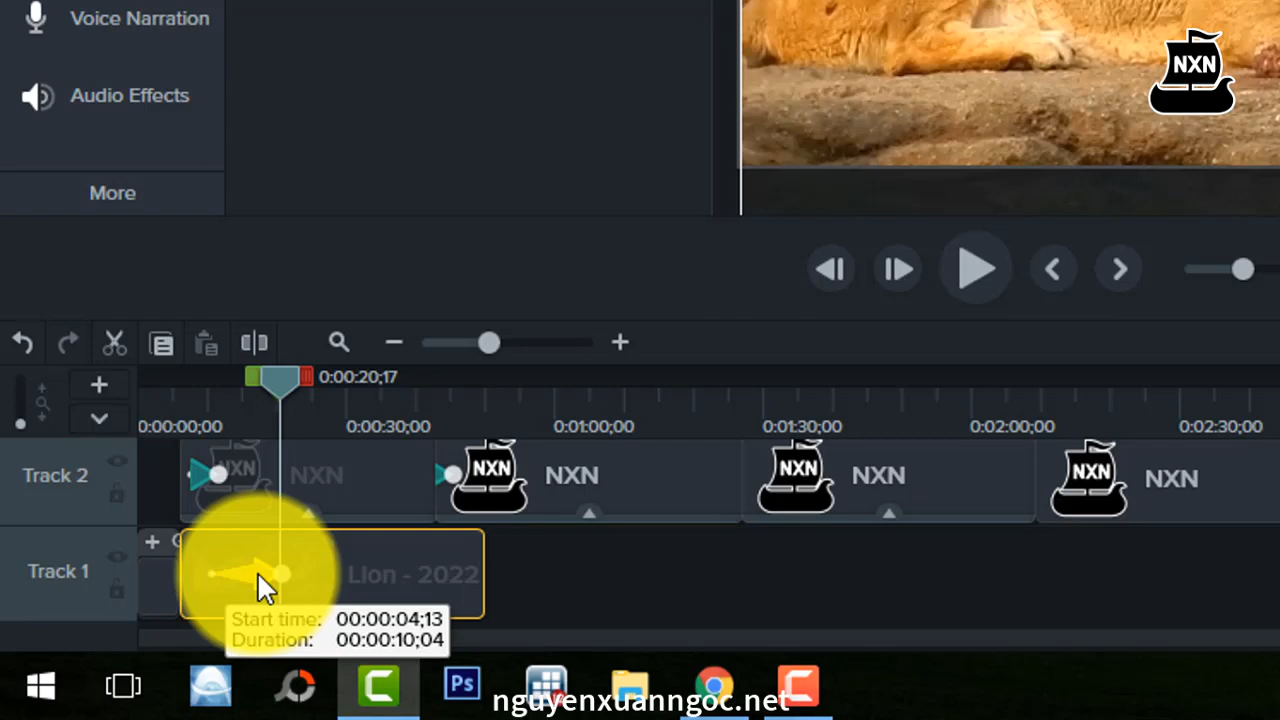 Voice Narration
NXN
Audio Effects
More
0:00:20;17
0:00:00;00
0:00:30;00
0:01:00;00
0:01:30;00
0:02:00;00
0:02:30;00
Track 2
NXN
NXN
NXN
NXN
NXN
NXN
NXN
NXN
Track 1
Lion - 2022
Start time: 00:00:04;13
Duration: 00:00:10;04
Ps
nguyenxuanngoc.net